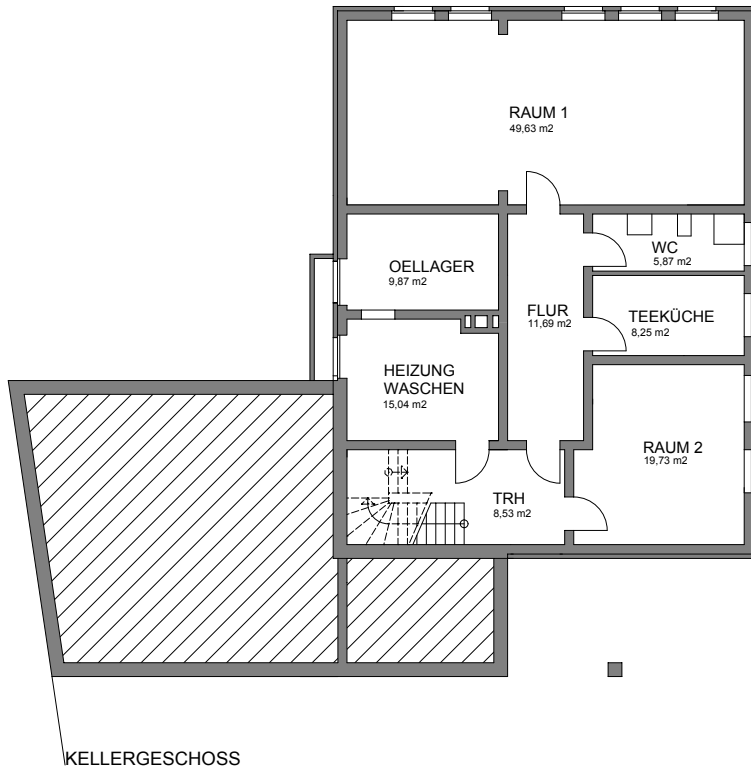 RAUM 1
49,63 m2
WC
5,87 m2
OELLAGER
9,87 m2
FLUR
11,69 m2
TEEKÜCHE
8,25 m2
HEIZUNG
WASCHEN
15,04 m2
RAUM 2
19,73 m2
TRH
8,53 m2
KELLERGESCHOSS